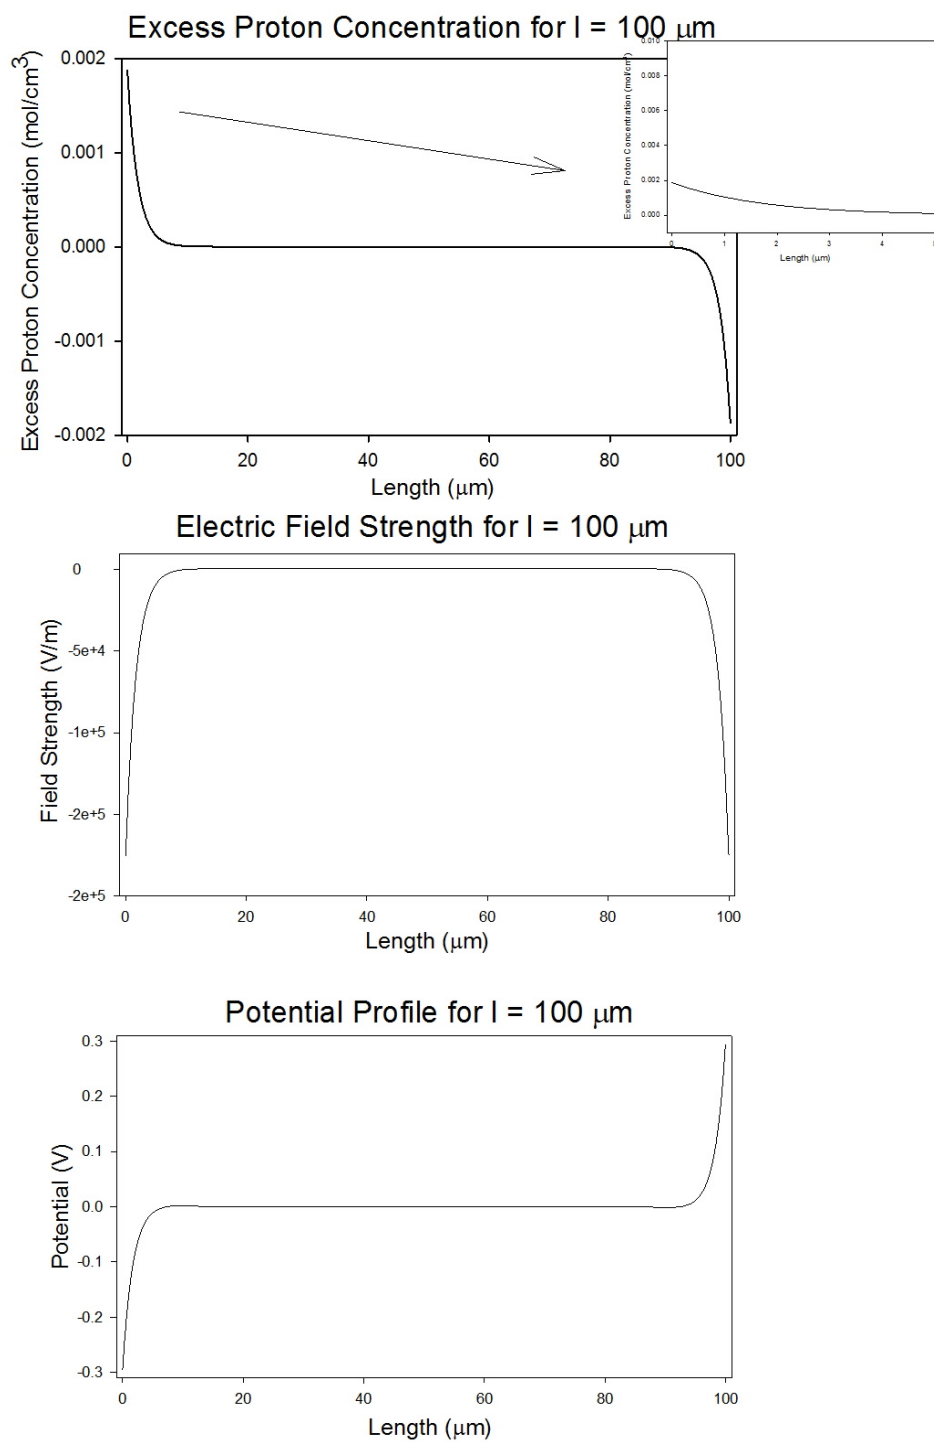 Excess Proton Concentration for l = 100 μm
Excess Proton Concentration (mol/cm³)
0.002
0.001
0.000
-0.001
-0.002
0 20 40 60 80 100
Length (μm)
Excess Proton Concentration (mol/cm³)
0.010
0.008
0.006
0.004
0.002
0.000
0 1 2 3 4
Length (μm)
Electric Field Strength for l = 100 μm
Field Strength (V/m)
0
-5e+4
-1e+5
-2e+5
-2e+5
0 20 40 60 80 100
Length (μm)
Potential Profile for l = 100 μm
Potential (V)
0.3
0.2
0.1
0.0
-0.1
-0.2
-0.3
0 20 40 60 80 100
Length (μm)